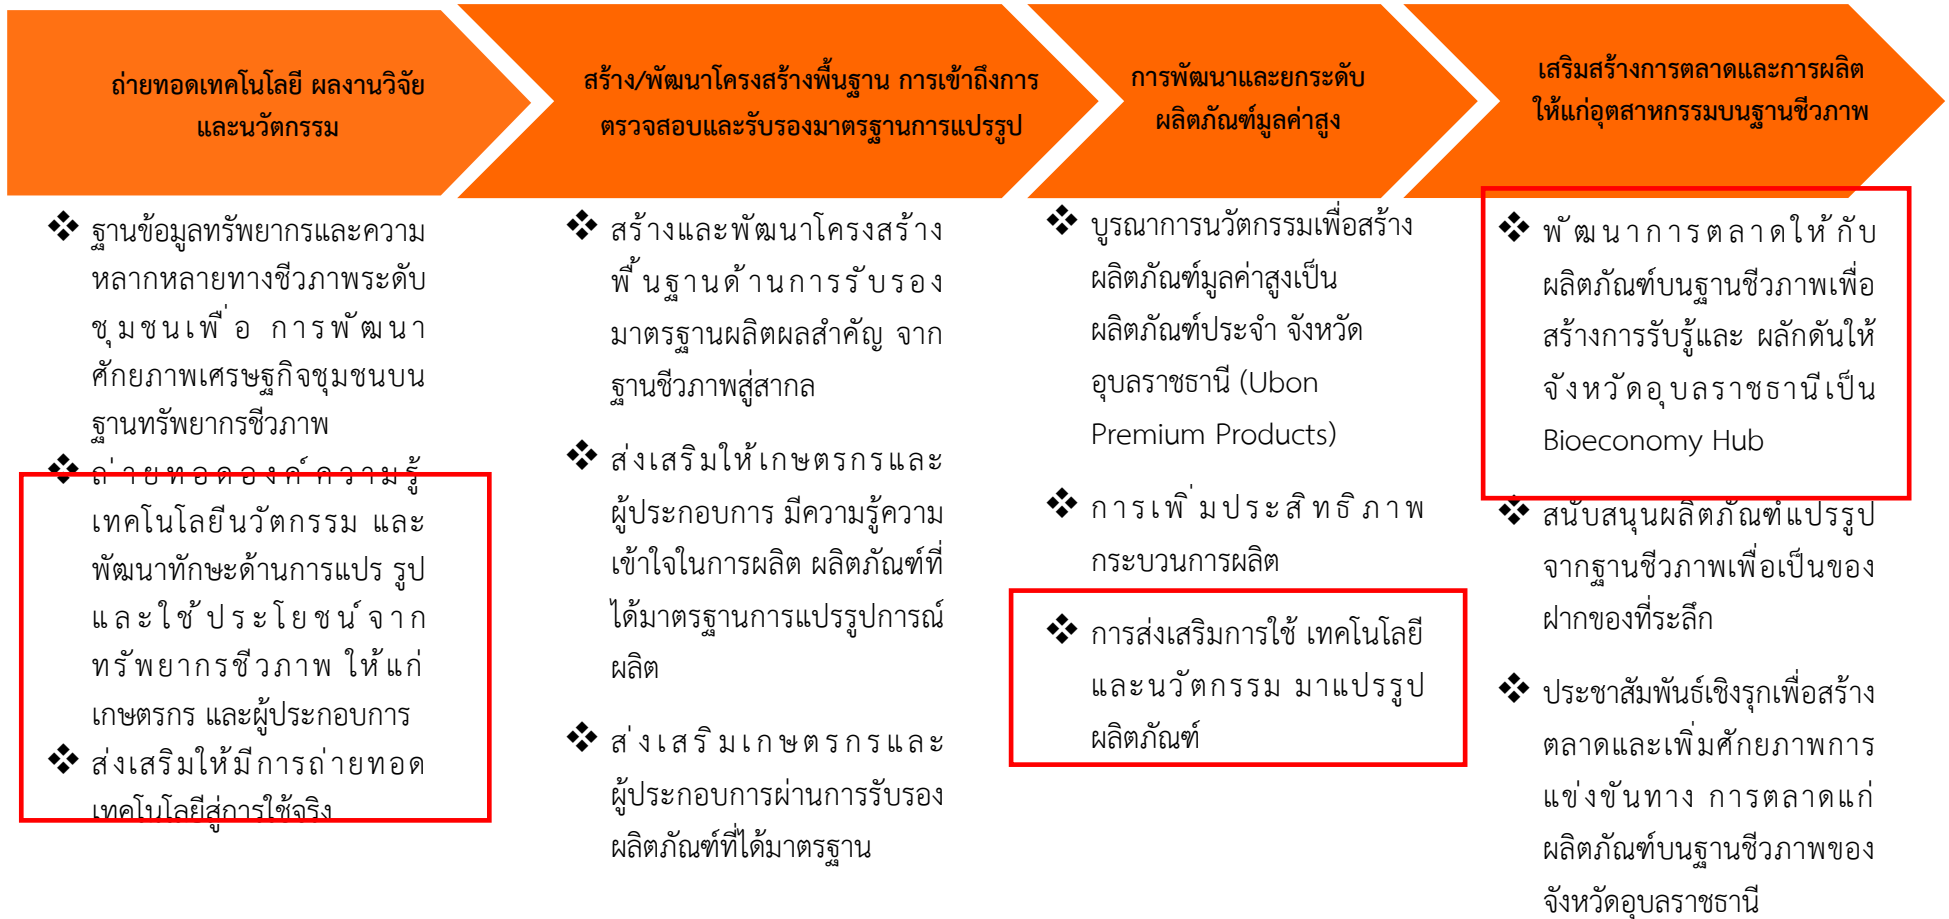 ถ่ายทอดเทคโนโลยี ผลงานวิจัย
และนวัตกรรม
สร้าง/พัฒนาโครงสร้างพื้นฐาน การเข้าถึงการ
ตรวจสอบและรับรองมาตรฐานการแปรรูป
การพัฒนาและยกระดับ
ผลิตภัณฑ์มูลค่าสูง
เสริมสร้างการตลาดและการผลิต
ให้แก่อุตสาหกรรมบนฐานชีวภาพ
❖ ฐานข้อมูลทรัพยากรและความ
หลากหลายทางชีวภาพระดับ
ชุมชนเพื่อ การพัฒนา
ศักยภาพเศรษฐกิจชุมชนบน
ฐานทรัพยากรชีวภาพ
❖ ถ่ายทอดองค์ความรู้
เทคโนโลยีนวัตกรรม และ
พัฒนาทักษะด้านการแปร รูป
และใช้ประโยชน์จาก
ทรัพยากรชีวภาพ ให้แก่
เกษตรกร และผู้ประกอบการ
❖ ส่งเสริมให้มีการถ่ายทอด
เทคโนโลยีสู่การใช้จริง
❖ สร้างและพัฒนาโครงสร้าง
พื้นฐานด้านการรับรอง
มาตรฐานผลิตผลสำคัญ จาก
ฐานชีวภาพสู่สากล
❖ ส่งเสริมให้เกษตรกรและ
ผู้ประกอบการ มีความรู้ความ
เข้าใจในการผลิต ผลิตภัณฑ์ที่
ได้มาตรฐานการแปรรูปการณ์
ผลิต
❖ ส่งเสริมเกษตรกรและ
ผู้ประกอบการผ่านการรับรอง
ผลิตภัณฑ์ที่ได้มาตรฐาน
❖ บูรณาการนวัตกรรมเพื่อสร้าง
ผลิตภัณฑ์มูลค่าสูงเป็น
ผลิตภัณฑ์ประจำ จังหวัด
อุบลราชธานี (Ubon
Premium Products)
❖ การเพิ่มประสิทธิภาพ
กระบวนการผลิต
❖ การส่งเสริมการใช้ เทคโนโลยี
และนวัตกรรม มาแปรรูป
ผลิตภัณฑ์
❖ พัฒนาการตลาดให้กับ
ผลิตภัณฑ์บนฐานชีวภาพเพื่อ
สร้างการรับรู้และ ผลักดันให้
จังหวัดอุบลราชธานีเป็น
Bioeconomy Hub
❖ สนับสนุนผลิตภัณฑ์แปรรูป
จากฐานชีวภาพเพื่อเป็นของ
ฝากของที่ระลึก
❖ ประชาสัมพันธ์เชิงรุกเพื่อสร้าง
ตลาดและเพิ่มศักยภาพการ
แข่งขันทาง การตลาดแก่
ผลิตภัณฑ์บนฐานชีวภาพของ
จังหวัดอุบลราชธานี